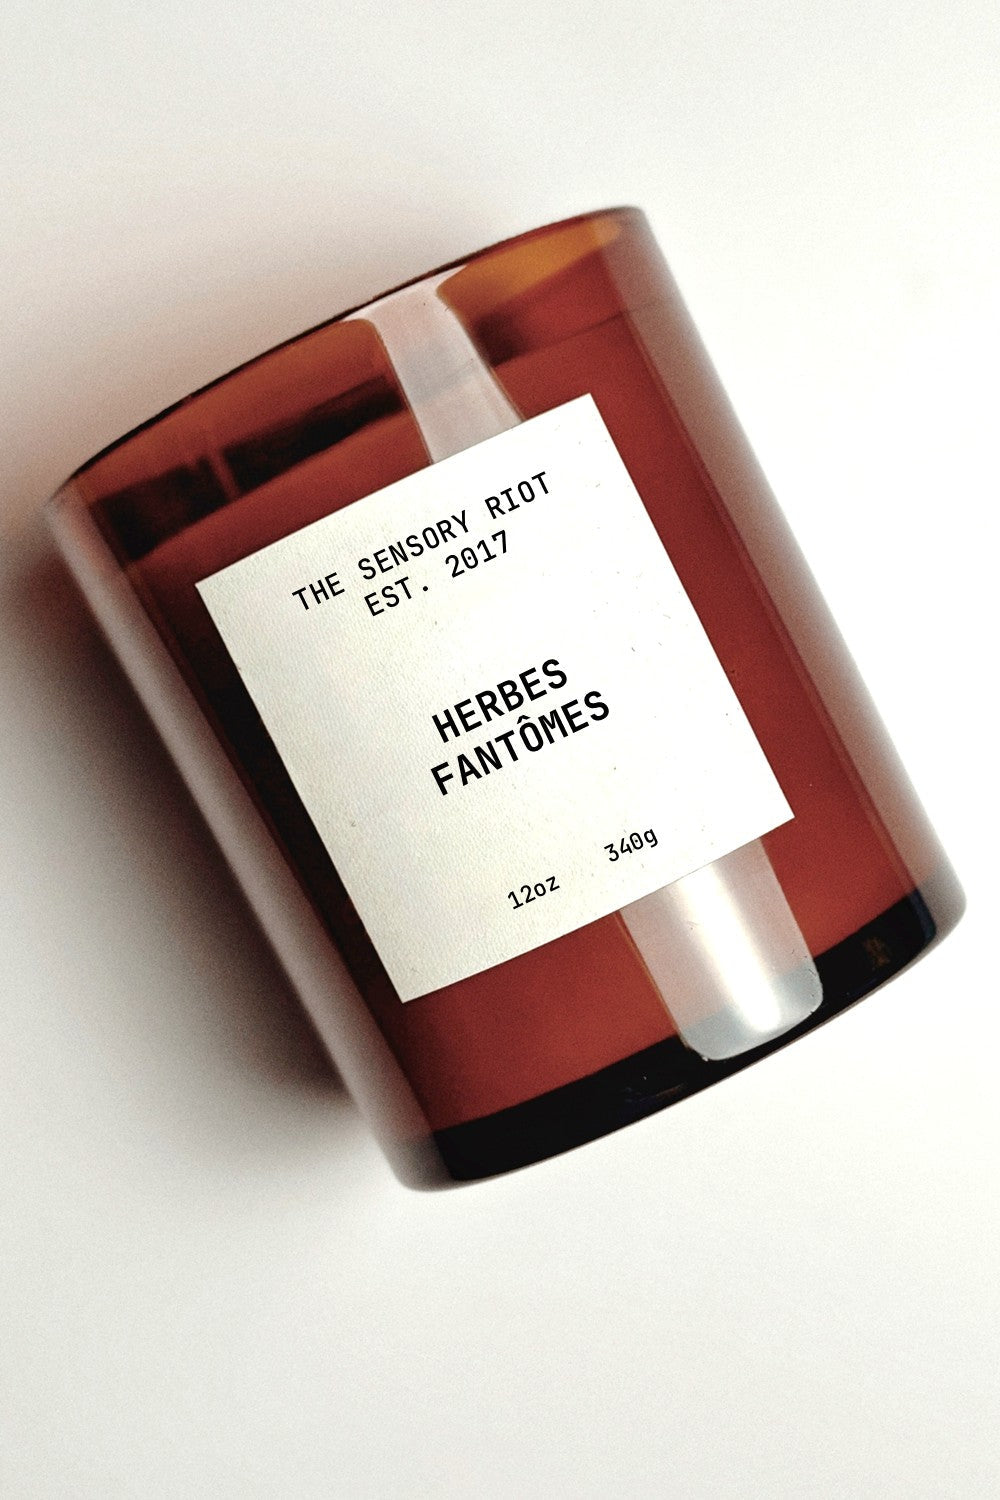 THE SENSORY RIOT
EST. 2017
HERBES
FANTÔMES
12oz 340g